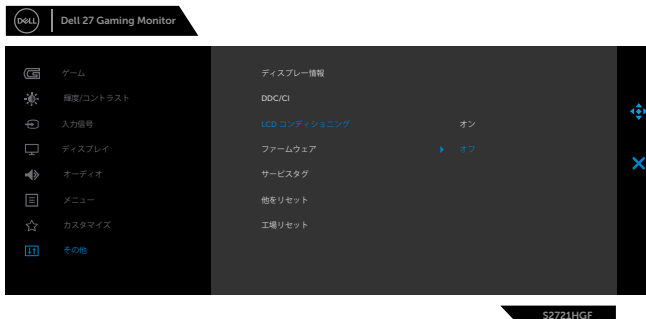 DELL
Dell 27 Gaming Monitor
ゲーム
輝度/コントラスト
入力信号
ディスプレイ
オーディオ
メニュー
カスタマイズ
その他
ディスプレー情報
DDC/CI
LCD コンディショニング オン
ファームウェア オフ
サービスタグ
他をリセット
工場リセット
S2721HGF